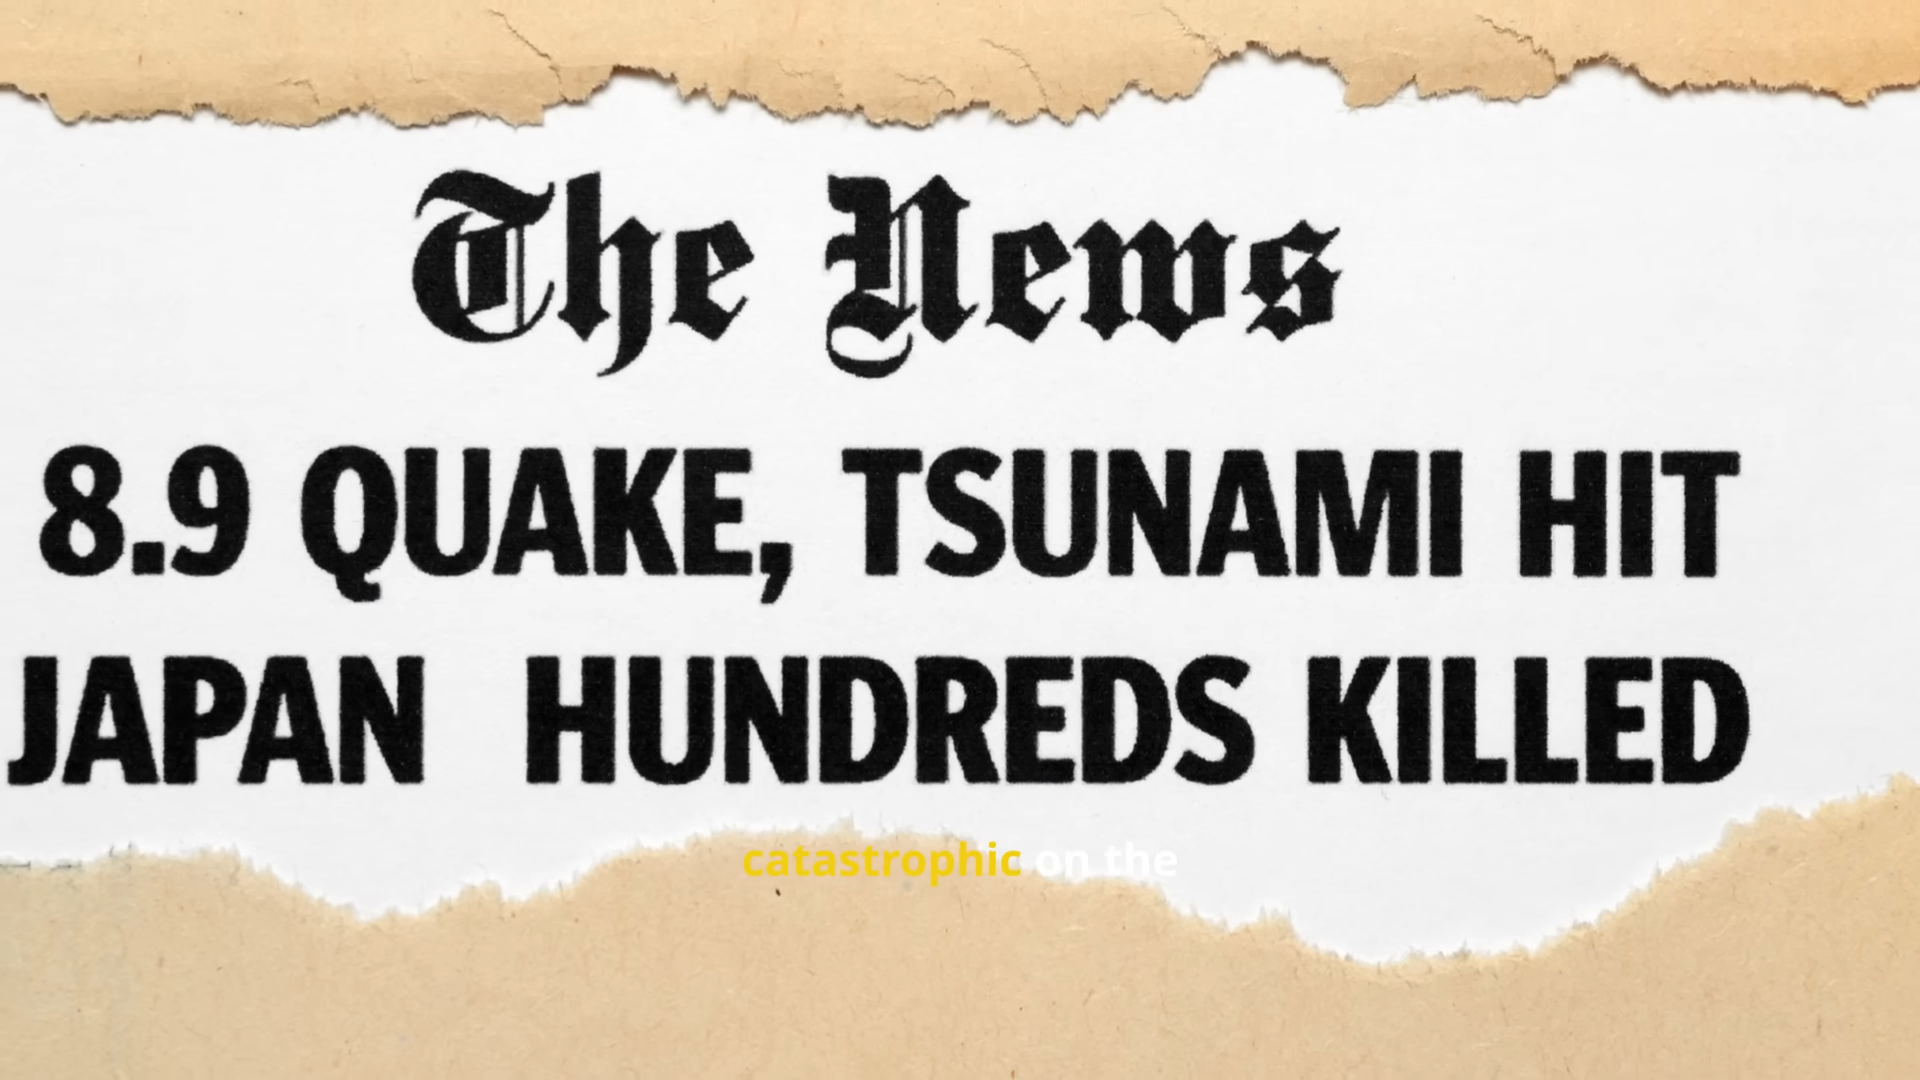 The News
8.9 QUAKE, TSUNAMI HIT
JAPAN HUNDREDS KILLED
catastrophic on the